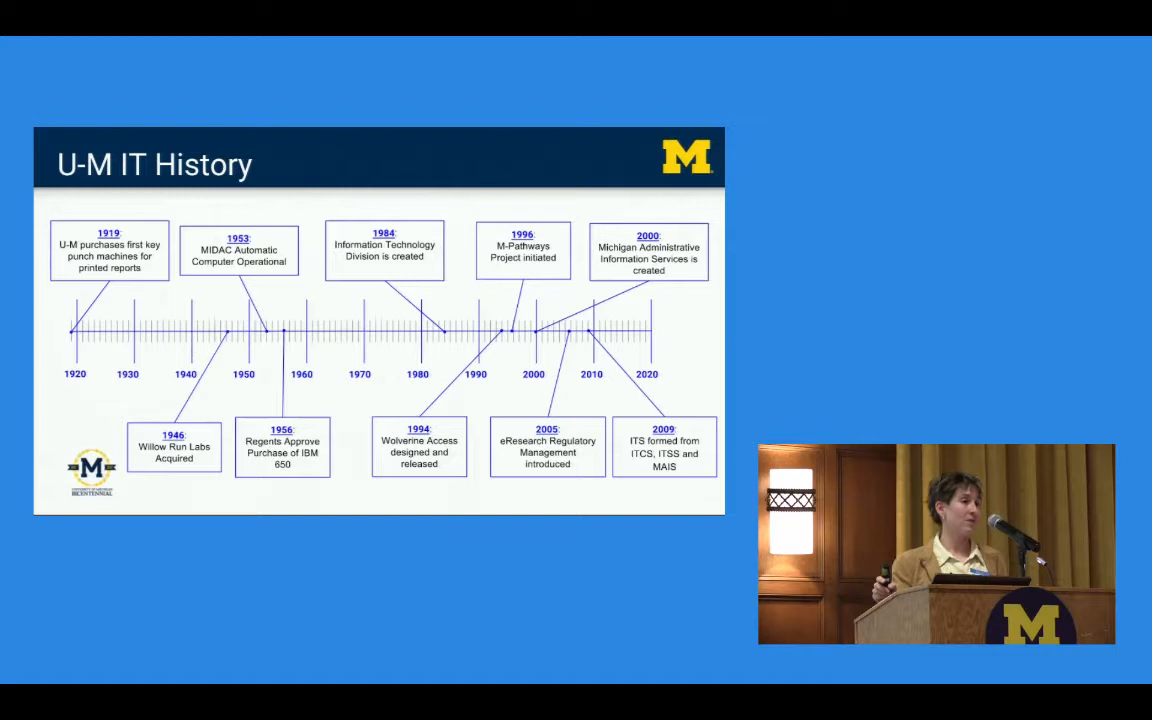 U-M IT History
M
1919:
U-M purchases first key
punch machines for
printed reports
1953:
MIDAC Automatic
Computer Operational
1984:
Information Technology
Division is created
1996:
M-Pathways
Project initiated
2000:
Michigan Administrative
Information Services is
created
1920 1930 1940 1950 1960 1970 1980 1990 2000 2010 2020
1946:
Willow Run Labs
Acquired
1956:
Regents Approve
Purchase of IBM
650
1994:
Wolverine Access
designed and
released
2005:
eResearch Regulatory
Management
introduced
2009:
ITS formed from
ITCS, ITSS and
MAIS
M
UNIVERSITY OF MICHIGAN
BICENTENNIAL
M